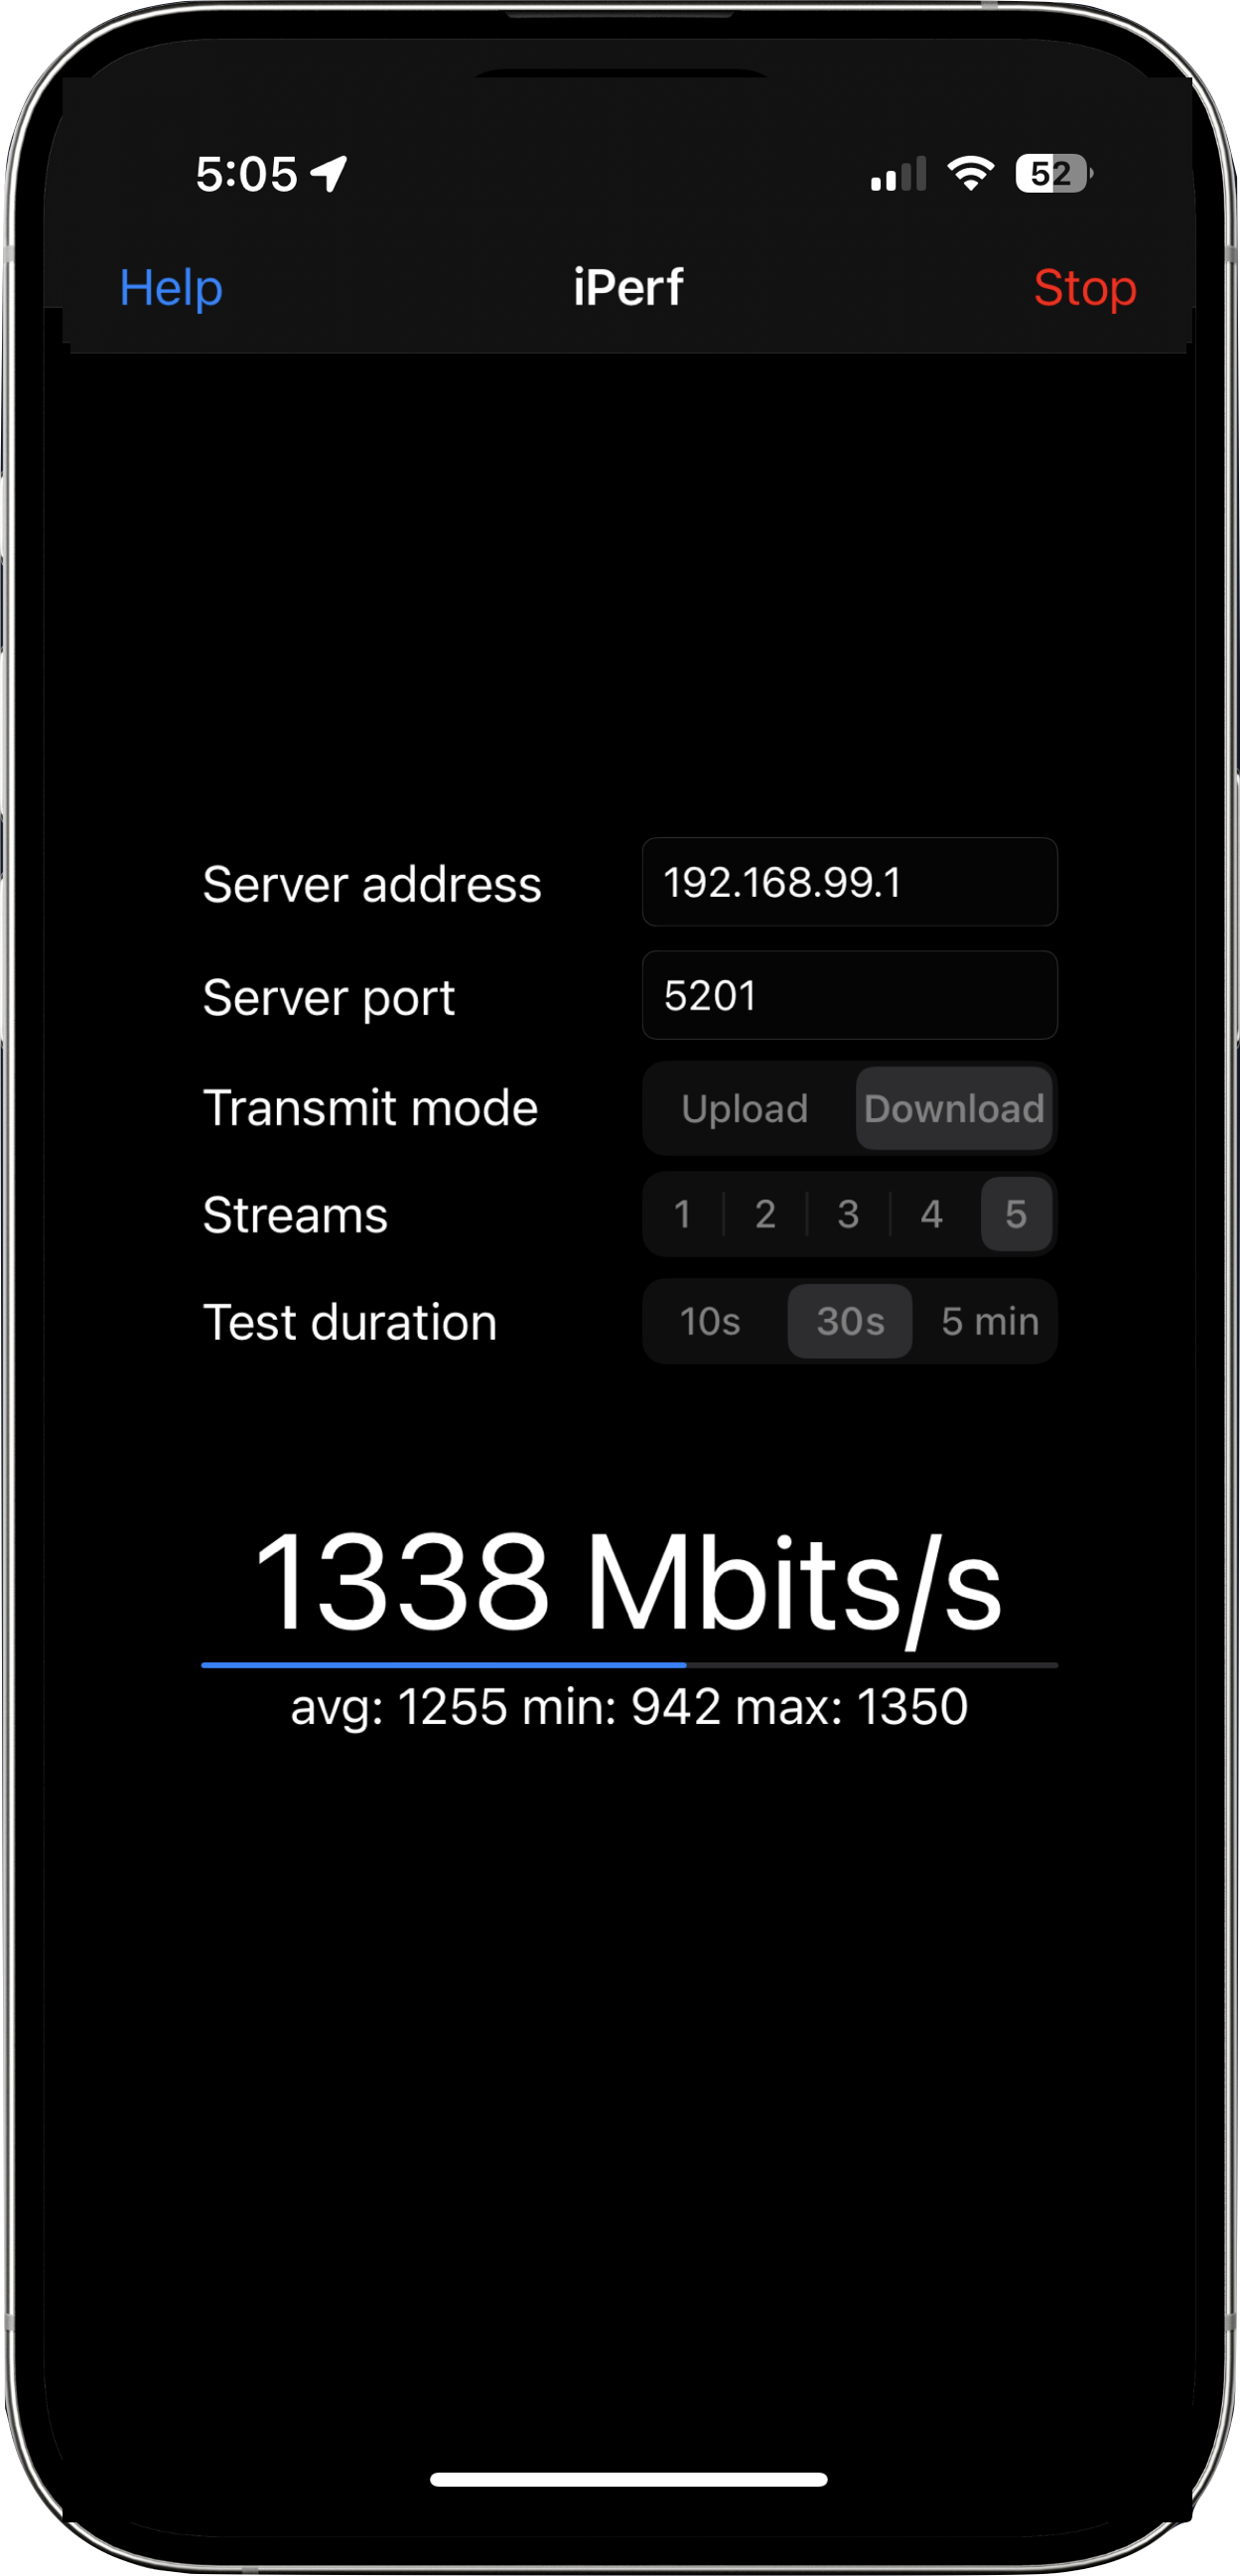 5:05 52
Help iPerf Stop
Server address 192.168.99.1
Server port 5201
Transmit mode Upload Download
Streams 1 2 3 4 5
Test duration 10s 30s 5 min
1338 Mbits/s
avg: 1255 min: 942 max: 1350